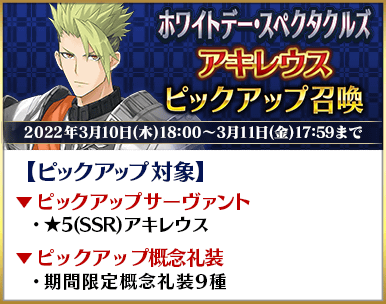 ホワイトデー・スペクタクルズ
アキレウス
ピックアップ召喚
2022年3月10日(木)18:00～3月11日(金)17:59まで
【ピックアップ対象】
▼ピックアップサーヴァント
・★5(SSR)アキレウス
▼ピックアップ概念礼装
・期間限定概念礼装9種